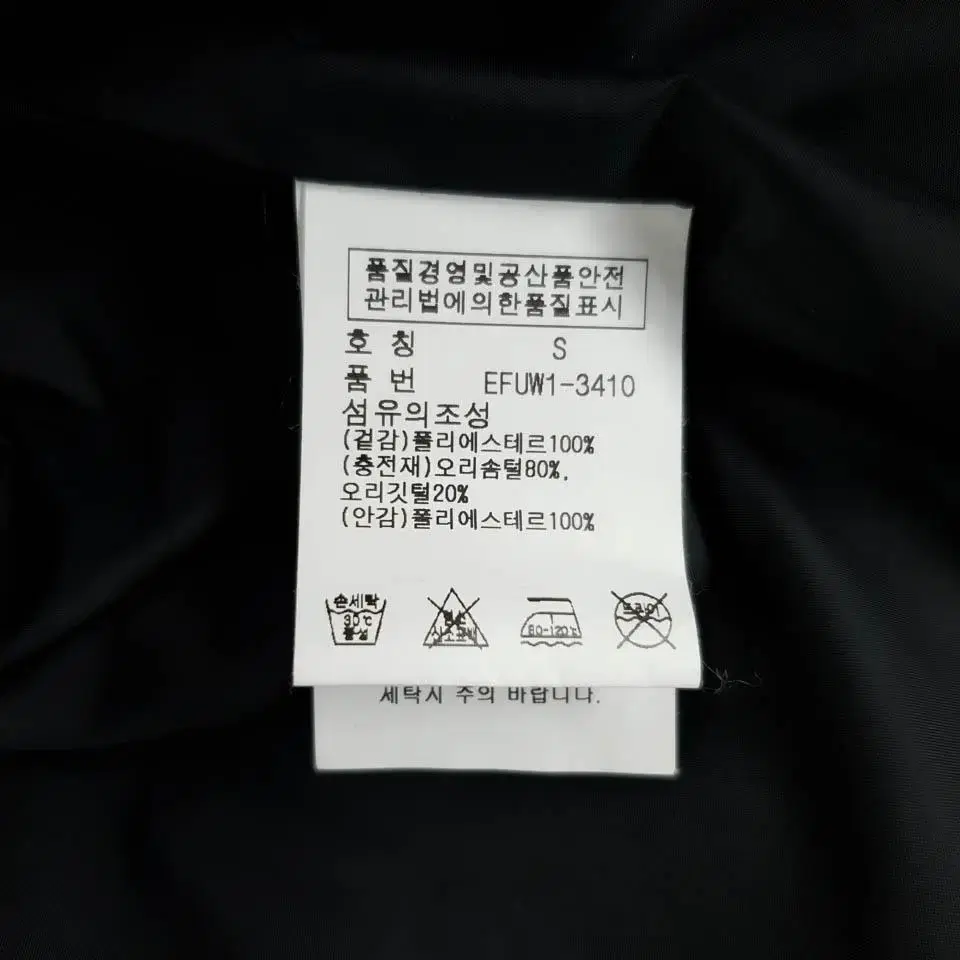 품질경영및공산품안전
관리법에의한품질표시
호 칭 S
품 번 EFUW1-3410
섬유의조성
(겉감)폴리에스테르100%
(충전재)오리솜털80%,
오리깃털20%
(안감)폴리에스테르100%
손세탁
30℃
중성
80-120℃
드라이
세탁시 주의 바랍니다.